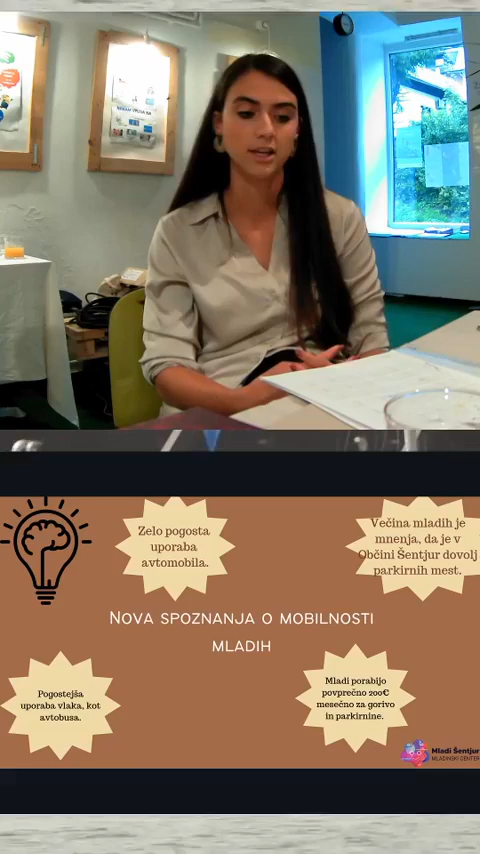 Zelo pogosta
uporaba
avtomobila.
Večina mladih je
mnenja, da je v
Občini Šentjur dovolj
parkirnih mest.
Nova spoznanja o mobilnosti
mladih
Pogostejša
uporaba vlaka, kot
avtobusa.
Mladi porabijo
povprečno 200€
mesečno za gorivo
in parkirnine.
Mladi Šentjur
MLADINSKI CENTER